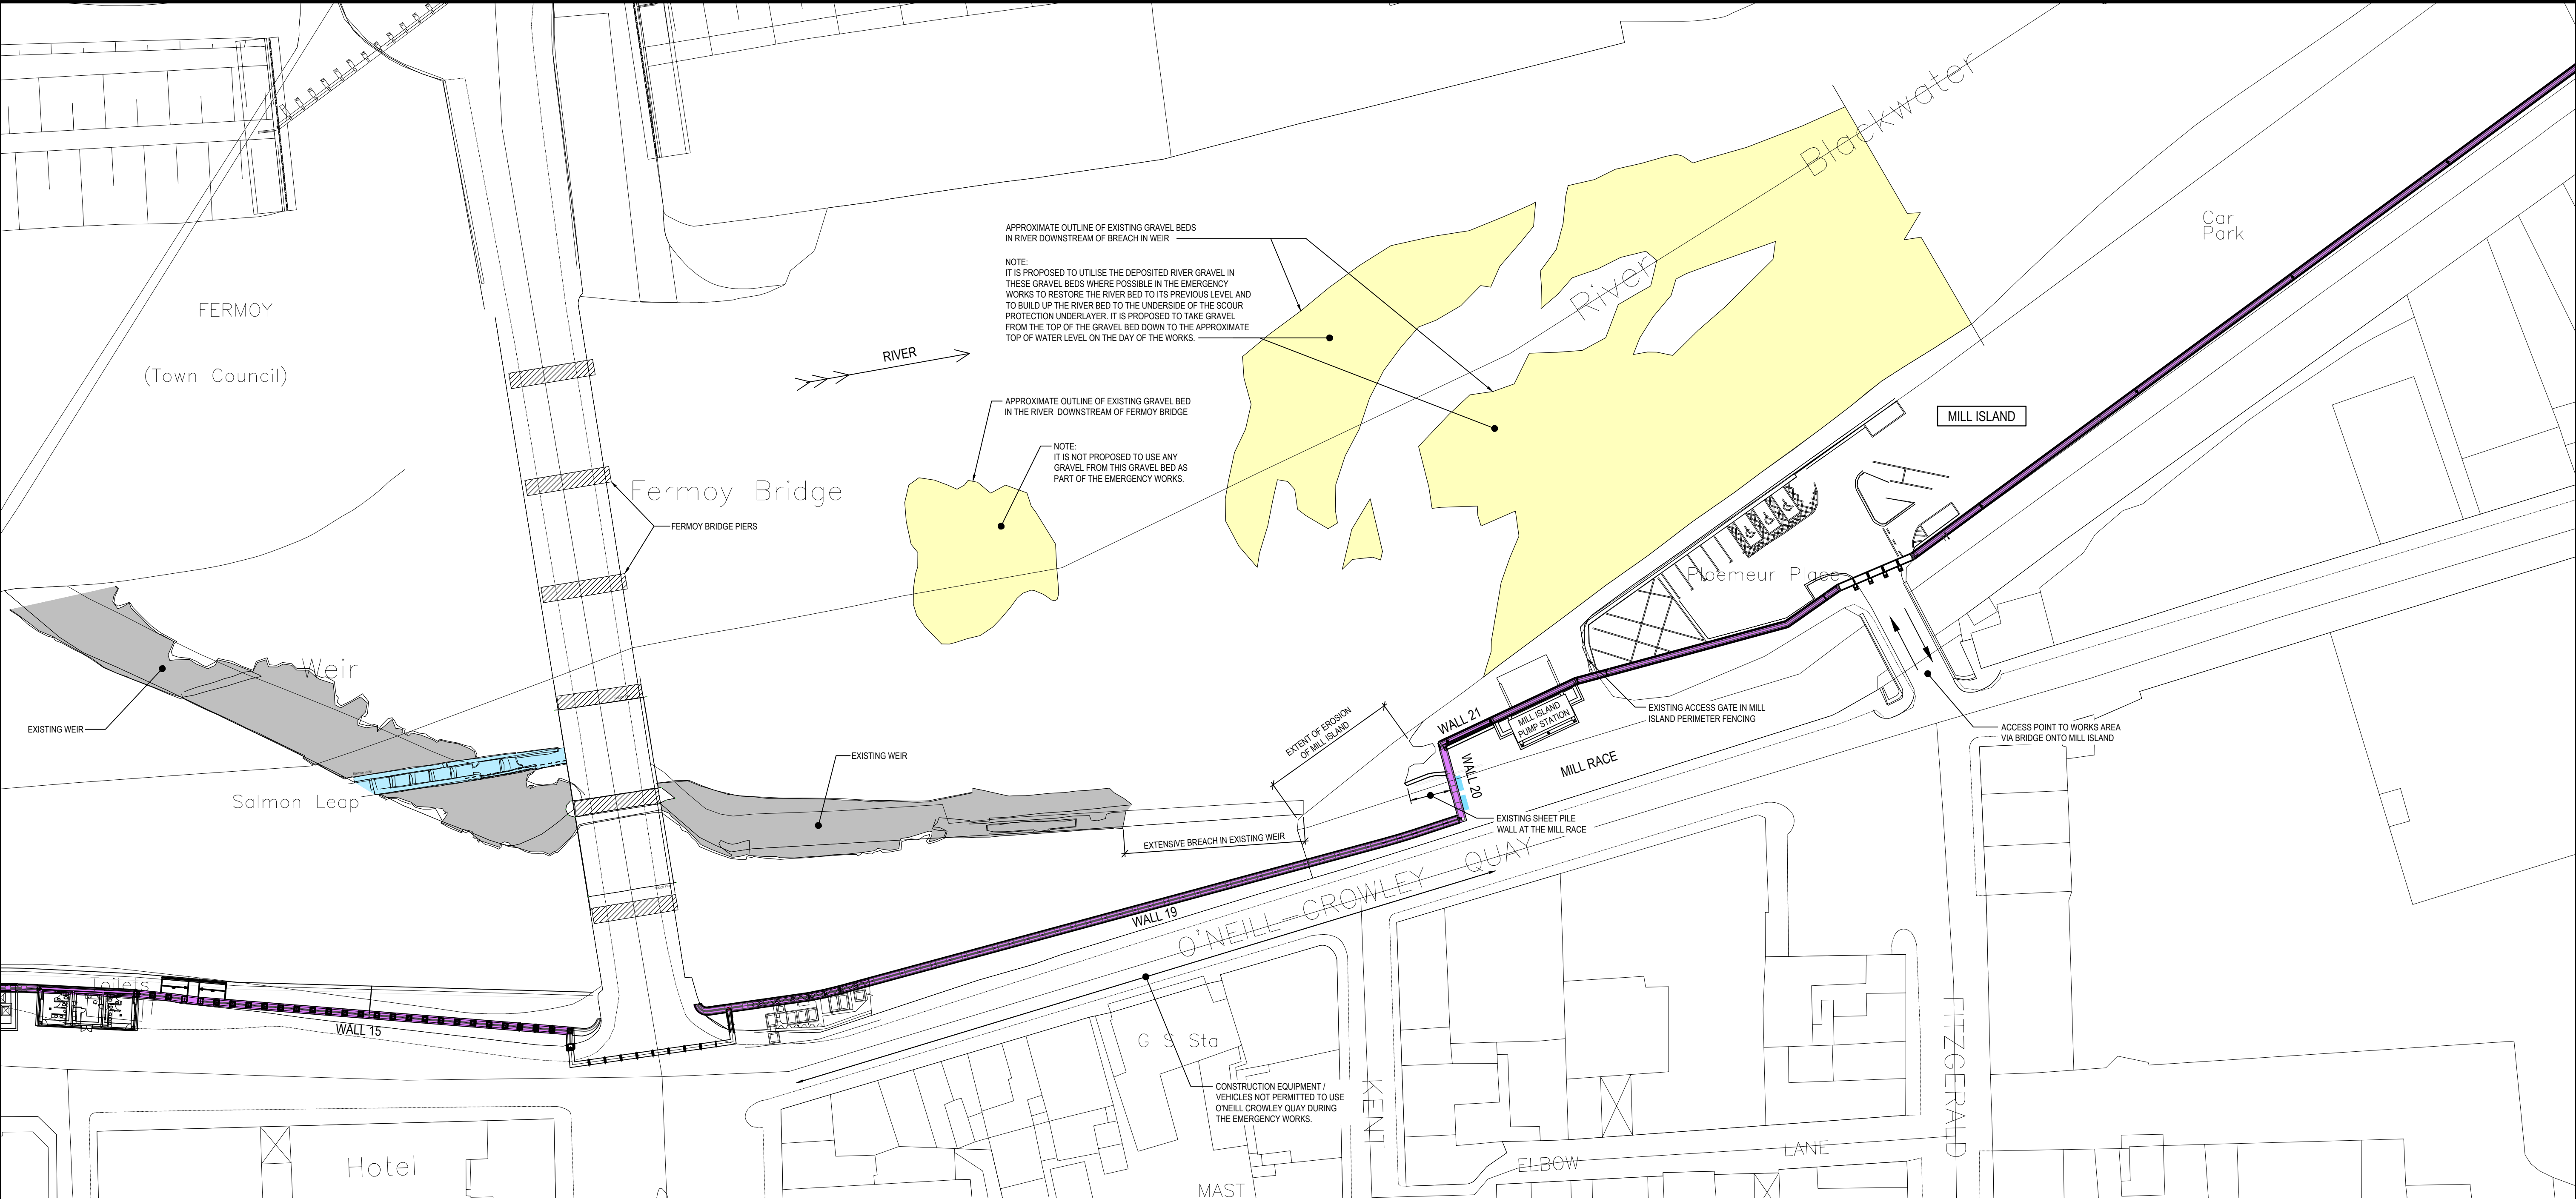 River Blackwater
Car
Park
APPROXIMATE OUTLINE OF EXISTING GRAVEL BEDS
IN RIVER DOWNSTREAM OF BREACH IN WEIR
NOTE:
IT IS PROPOSED TO UTILISE THE DEPOSITED RIVER GRAVEL IN
THESE GRAVEL BEDS WHERE POSSIBLE IN THE EMERGENCY
WORKS TO RESTORE THE RIVER BED TO ITS PREVIOUS LEVEL AND
TO BUILD UP THE RIVER BED TO THE UNDERSIDE OF THE SCOUR
PROTECTION UNDERLAYER. IT IS PROPOSED TO TAKE GRAVEL
FROM THE TOP OF THE GRAVEL BED DOWN TO THE APPROXIMATE
TOP OF WATER LEVEL ON THE DAY OF THE WORKS.
FERMOY
(Town Council)
RIVER
APPROXIMATE OUTLINE OF EXISTING GRAVEL BED
IN THE RIVER DOWNSTREAM OF FERMOY BRIDGE
NOTE:
IT IS NOT PROPOSED TO USE ANY
GRAVEL FROM THIS GRAVEL BED AS
PART OF THE EMERGENCY WORKS.
MILL ISLAND
Fermoy Bridge
FERMOY BRIDGE PIERS
Ploemeur Place
Weir
EXISTING WEIR
Salmon Leap
EXISTING WEIR
EXTENT OF EROSION
OF MILL ISLAND
WALL 21
MILL ISLAND
PUMP STATION
EXISTING ACCESS GATE IN MILL
ISLAND PERIMETER FENCING
ACCESS POINT TO WORKS AREA
VIA BRIDGE ONTO MILL ISLAND
WALL 20
MILL RACE
EXISTING SHEET PILE
WALL AT THE MILL RACE
EXTENSIVE BREACH IN EXISTING WEIR
WALL 19
O'NEILL-CROWLEY QUAY
Toilets
WALL 15
G S Sta
CONSTRUCTION EQUIPMENT /
VEHICLES NOT PERMITTED TO USE
O'NEILL CROWLEY QUAY DURING
THE EMERGENCY WORKS.
KENT
FITZGERALD
Hotel
ELBOW LANE
MAST